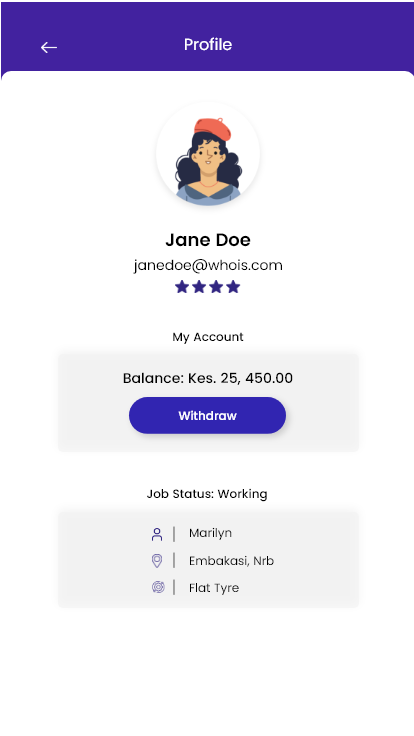 Profile
Jane Doe
janedoe@whois.com
My Account
Balance: Kes. 25, 450.00
Withdraw
Job Status: Working
Marilyn
Embakasi, Nrb
Flat Tyre